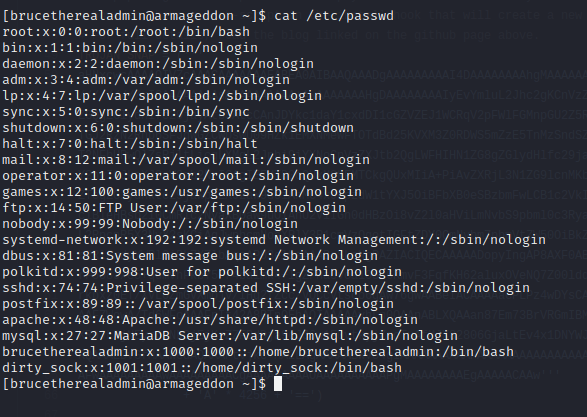 [brucetherealadmin@armageddon ~]$ cat /etc/passwd
root:x:0:0:root:/root:/bin/bash
bin:x:1:1:bin:/bin:/sbin/nologin
daemon:x:2:2:daemon:/sbin:/sbin/nologin
adm:x:3:4:adm:/var/adm:/sbin/nologin
lp:x:4:7:lp:/var/spool/lpd:/sbin/nologin
sync:x:5:0:sync:/sbin:/bin/sync
shutdown:x:6:0:shutdown:/sbin:/sbin/shutdown
halt:x:7:0:halt:/sbin:/sbin/halt
mail:x:8:12:mail:/var/spool/mail:/sbin/nologin
operator:x:11:0:operator:/root:/sbin/nologin
games:x:12:100:games:/usr/games:/sbin/nologin
ftp:x:14:50:FTP User:/var/ftp:/sbin/nologin
nobody:x:99:99:Nobody:/:/sbin/nologin
systemd-network:x:192:192:systemd Network Management:/:/sbin/nologin
dbus:x:81:81:System message bus:/:/sbin/nologin
polkitd:x:999:998:User for polkitd:/:/sbin/nologin
sshd:x:74:74:Privilege-separated SSH:/var/empty/sshd:/sbin/nologin
postfix:x:89:89::/var/spool/postfix:/sbin/nologin
apache:x:48:48:Apache:/usr/share/httpd:/sbin/nologin
mysql:x:27:27:MariaDB Server:/var/lib/mysql:/sbin/nologin
brucetherealadmin:x:1000:1000::/home/brucetherealadmin:/bin/bash
dirty_sock:x:1001:1001::/home/dirty_sock:/bin/bash
[brucetherealadmin@armageddon ~]$